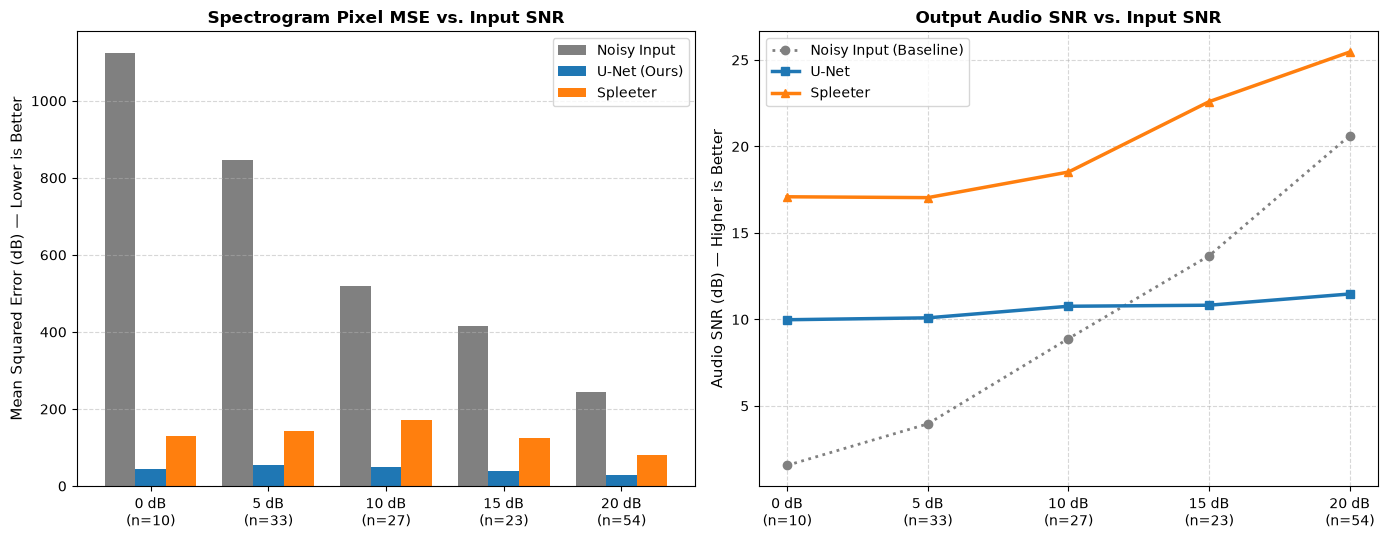 Spectrogram Pixel MSE vs. Input SNR
Mean Squared Error (dB) — Lower is Better
1000
800
600
400
200
0
Noisy Input
U-Net (Ours)
Spleeter
0 dB
(n=10)
5 dB
(n=33)
10 dB
(n=27)
15 dB
(n=23)
20 dB
(n=54)
Output Audio SNR vs. Input SNR
Audio SNR (dB) — Higher is Better
25
20
15
10
5
Noisy Input (Baseline)
U-Net
Spleeter
0 dB
(n=10)
5 dB
(n=33)
10 dB
(n=27)
15 dB
(n=23)
20 dB
(n=54)